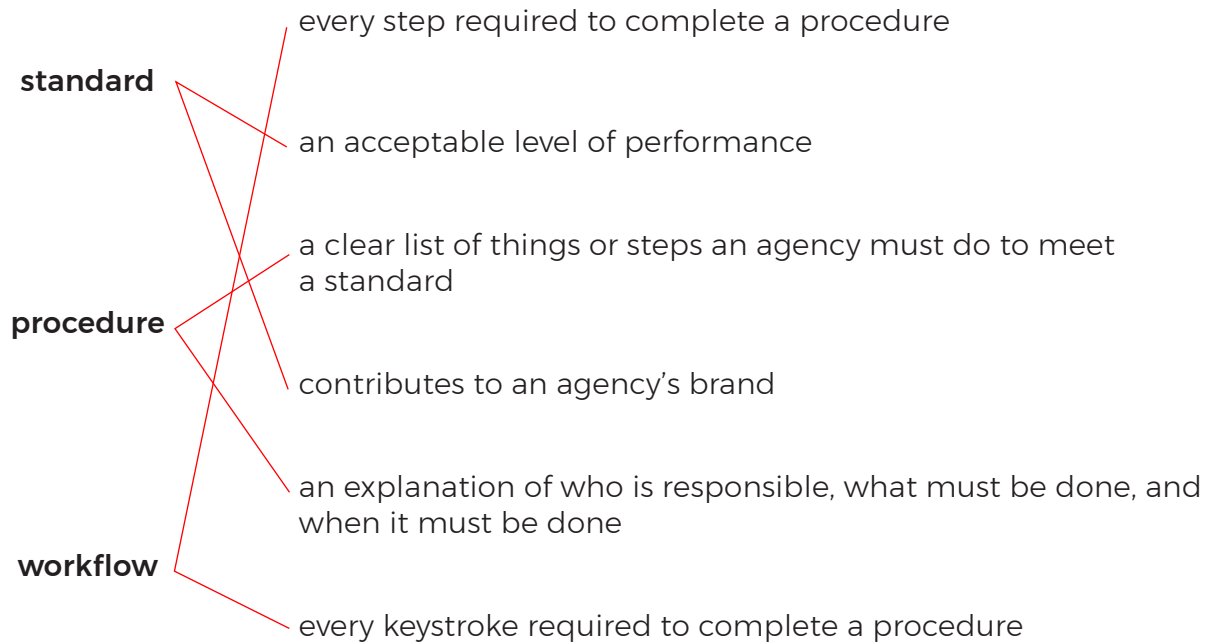 every step required to complete a procedure
standard
an acceptable level of performance
a clear list of things or steps an agency must do to meet
a standard
procedure
contributes to an agency’s brand
an explanation of who is responsible, what must be done, and
when it must be done
workflow
every keystroke required to complete a procedure